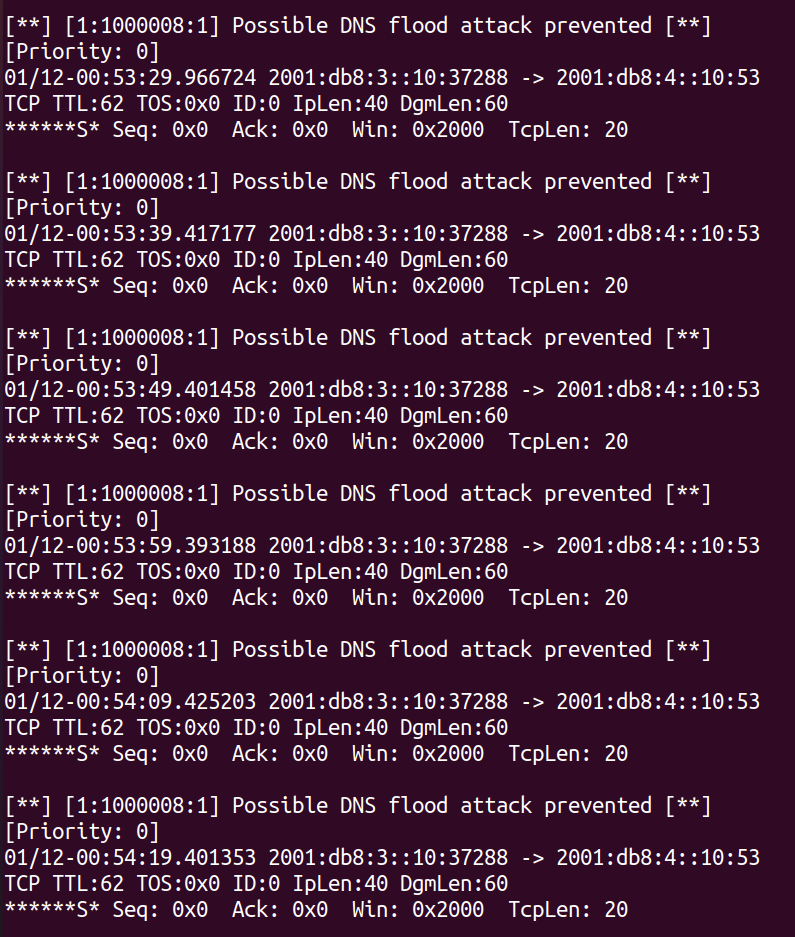 [**] [1:1000008:1] Possible DNS flood attack prevented [**]
[Priority: 0]
01/12-00:53:29.966724 2001:db8:3::10:37288 -> 2001:db8:4::10:53
TCP TTL:62 TOS:0x0 ID:0 IpLen:40 DgmLen:60
******S* Seq: 0x0  Ack: 0x0  Win: 0x2000  TcpLen: 20

[**] [1:1000008:1] Possible DNS flood attack prevented [**]
[Priority: 0]
01/12-00:53:39.417177 2001:db8:3::10:37288 -> 2001:db8:4::10:53
TCP TTL:62 TOS:0x0 ID:0 IpLen:40 DgmLen:60
******S* Seq: 0x0  Ack: 0x0  Win: 0x2000  TcpLen: 20

[**] [1:1000008:1] Possible DNS flood attack prevented [**]
[Priority: 0]
01/12-00:53:49.401458 2001:db8:3::10:37288 -> 2001:db8:4::10:53
TCP TTL:62 TOS:0x0 ID:0 IpLen:40 DgmLen:60
******S* Seq: 0x0  Ack: 0x0  Win: 0x2000  TcpLen: 20

[**] [1:1000008:1] Possible DNS flood attack prevented [**]
[Priority: 0]
01/12-00:53:59.393188 2001:db8:3::10:37288 -> 2001:db8:4::10:53
TCP TTL:62 TOS:0x0 ID:0 IpLen:40 DgmLen:60
******S* Seq: 0x0  Ack: 0x0  Win: 0x2000  TcpLen: 20

[**] [1:1000008:1] Possible DNS flood attack prevented [**]
[Priority: 0]
01/12-00:54:09.425203 2001:db8:3::10:37288 -> 2001:db8:4::10:53
TCP TTL:62 TOS:0x0 ID:0 IpLen:40 DgmLen:60
******S* Seq: 0x0  Ack: 0x0  Win: 0x2000  TcpLen: 20

[**] [1:1000008:1] Possible DNS flood attack prevented [**]
[Priority: 0]
01/12-00:54:19.401353 2001:db8:3::10:37288 -> 2001:db8:4::10:53
TCP TTL:62 TOS:0x0 ID:0 IpLen:40 DgmLen:60
******S* Seq: 0x0  Ack: 0x0  Win: 0x2000  TcpLen: 20